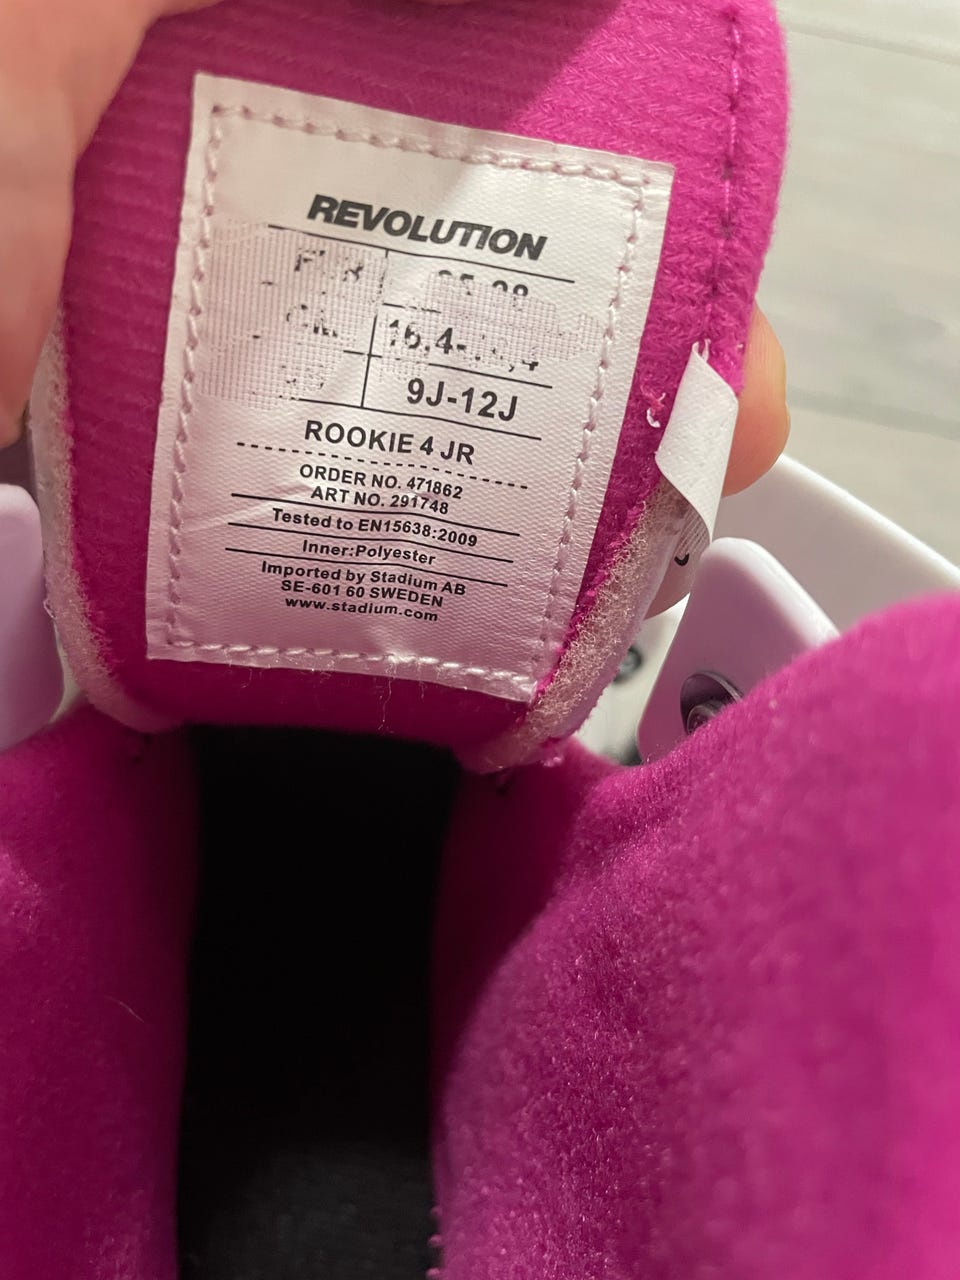 REVOLUTION
9J-12J
ROOKIE 4 JR
ORDER NO. 471862
ART NO. 291748
Tested to EN15638:2009
Inner:Polyester
Imported by Stadium AB
SE-601 60 SWEDEN
www.stadium.com